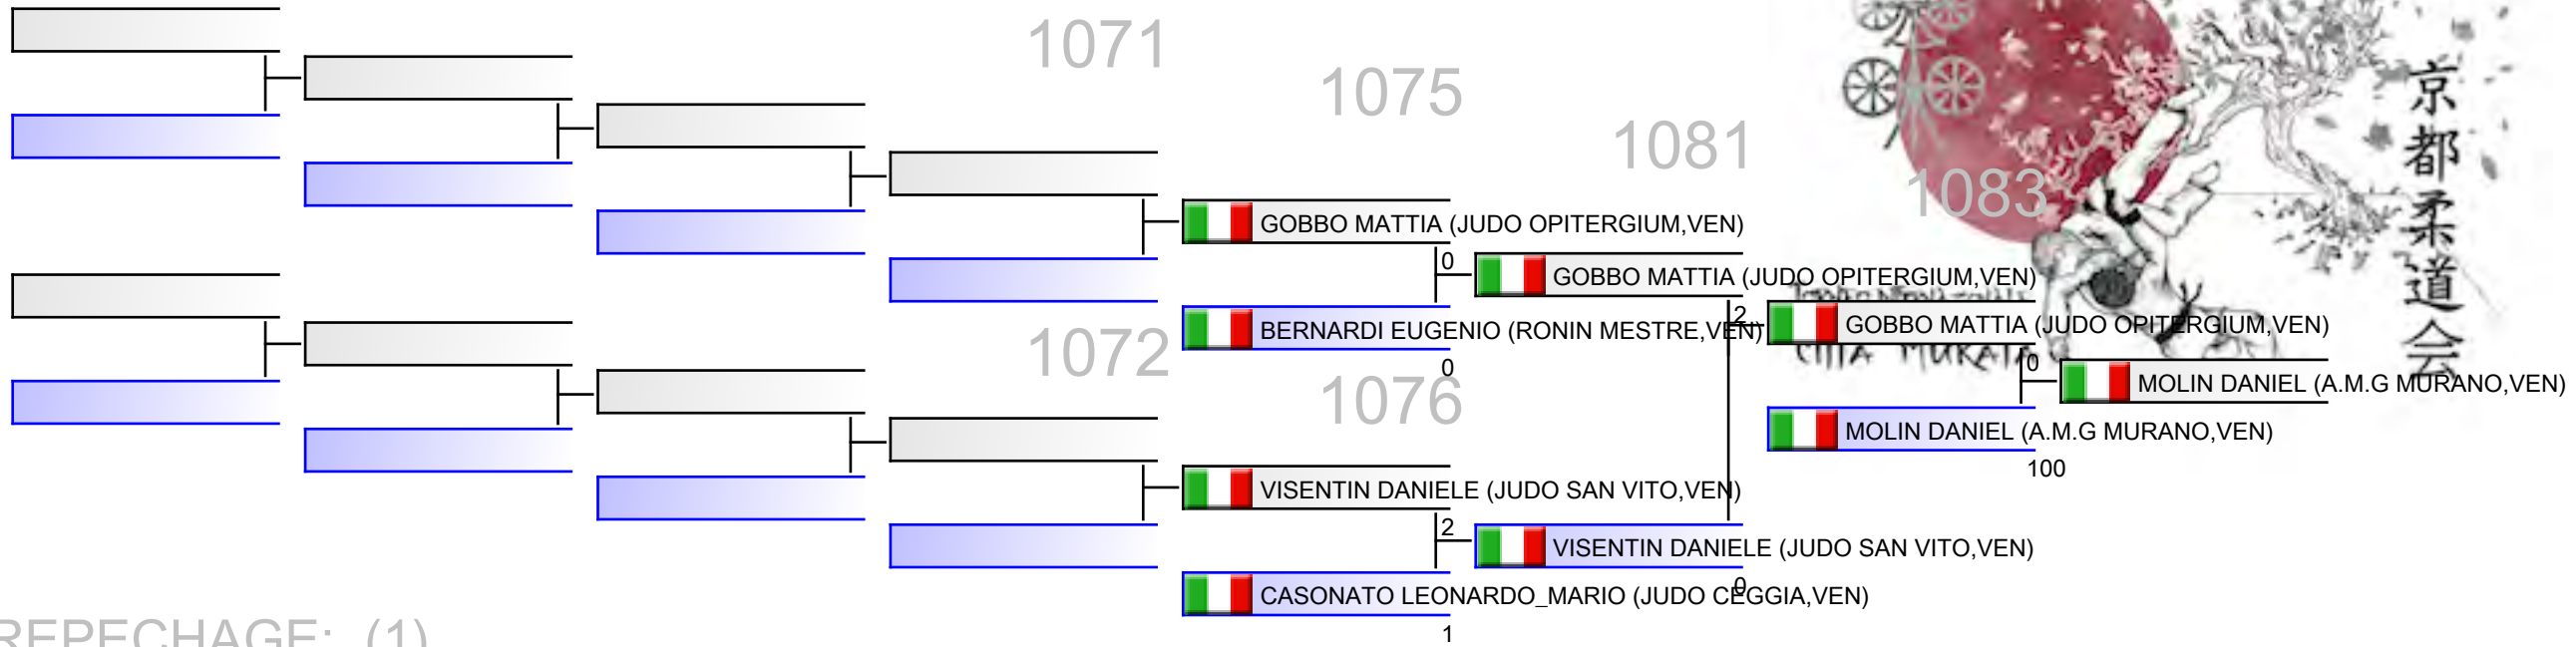 1071
1075
1081
1083
京都柔道会
GOBBO MATTIA (JUDO OPITERGIUM,VEN)
0
GOBBO MATTIA (JUDO OPITERGIUM,VEN)
BERNARDI EUGENIO (RONIN MESTRE,VEN)
0
2
GOBBO MATTIA (JUDO OPITERGIUM,VEN)
CITTA MURATA
1072
1076
0
MOLIN DANIEL (A.M.G MURANO,VEN)
MOLIN DANIEL (A.M.G MURANO,VEN)
100
VISENTIN DANIELE (JUDO SAN VITO,VEN)
2
VISENTIN DANIELE (JUDO SAN VITO,VEN)
0
CASONATO LEONARDO_MARIO (JUDO CEGGIA,VEN)
1
REPECHAGE: (1)